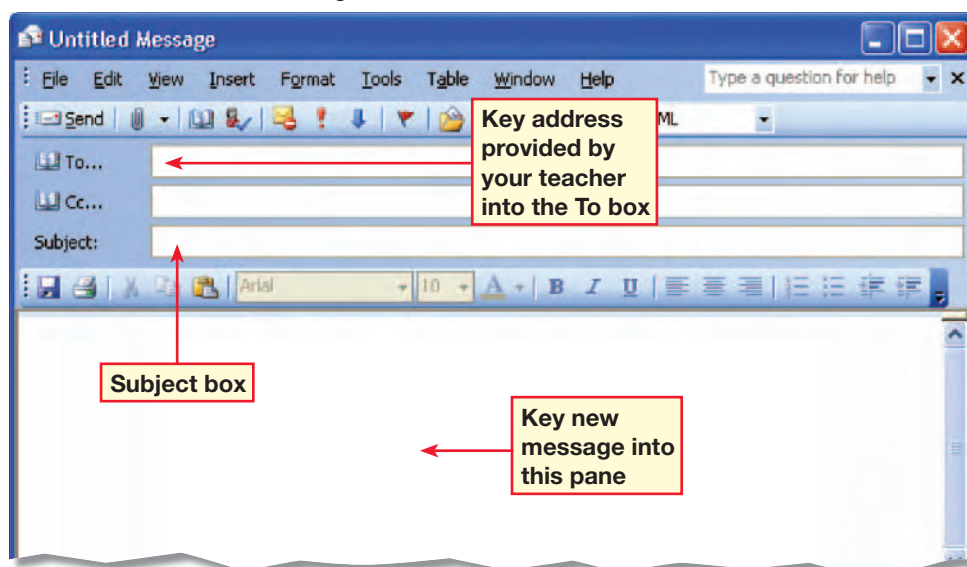 Untitled Message
File Edit View Insert Format Tools Table Window Help Type a question for help
Send ML
Key address
provided by
your teacher
into the To box
To...
Cc...
Subject:
Arial 10 A B I U
Subject box
Key new
message into
this pane